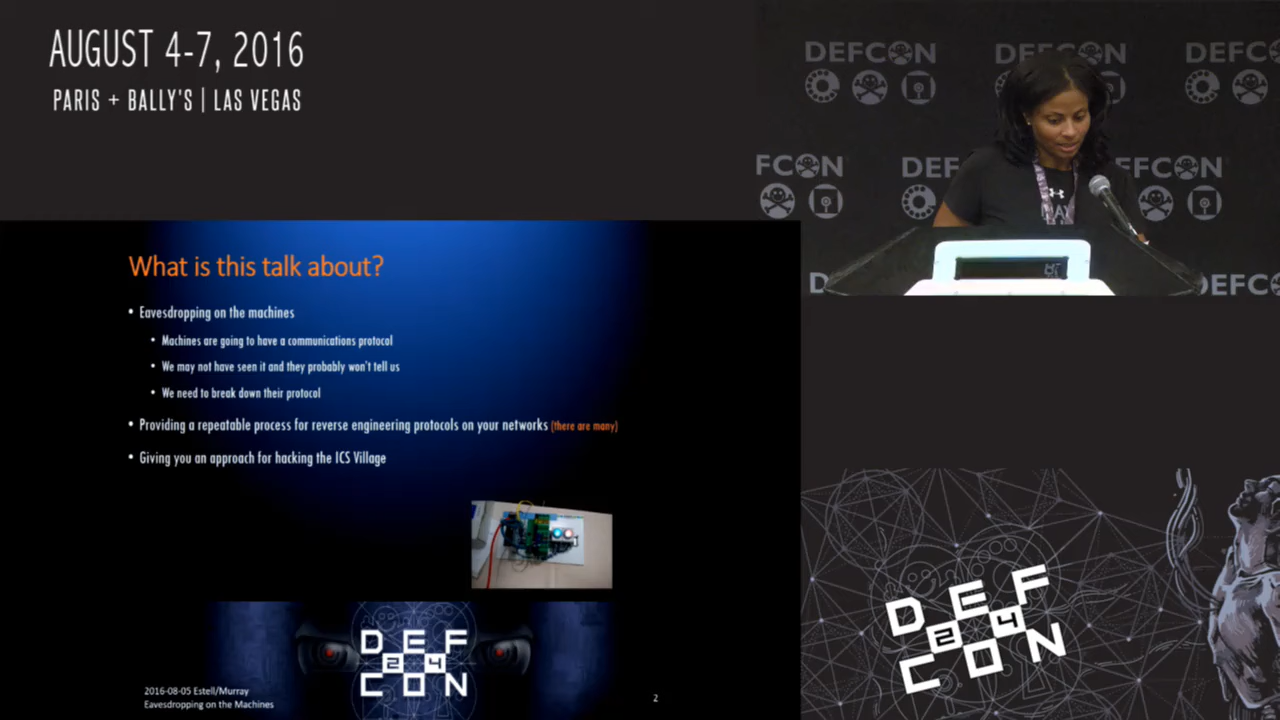 AUGUST 4-7, 2016
PARIS + BALLY'S | LAS VEGAS
DEFCON DEFCON DEFC
FCON DEF FCON
D DEFC
What is this talk about?
• Eavesdropping on the machines
• Machines are going to have a communications protocol
• We may not have seen it and they probably won't tell us
• We need to break down their protocol
• Providing a repeatable process for reverse engineering protocols on your networks (there are many)
• Giving you an approach for hacking the ICS Village
DEF
24
CON
2016-08-05 Estell/Murray
Eavesdropping on the Machines
2
DEF
24
CON